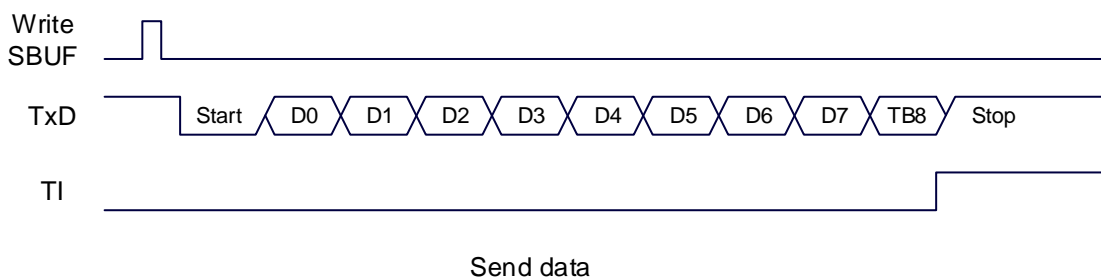 Write
SBUF
TxD Start D0 D1 D2 D3 D4 D5 D6 D7 TB8 Stop
TI
Send data